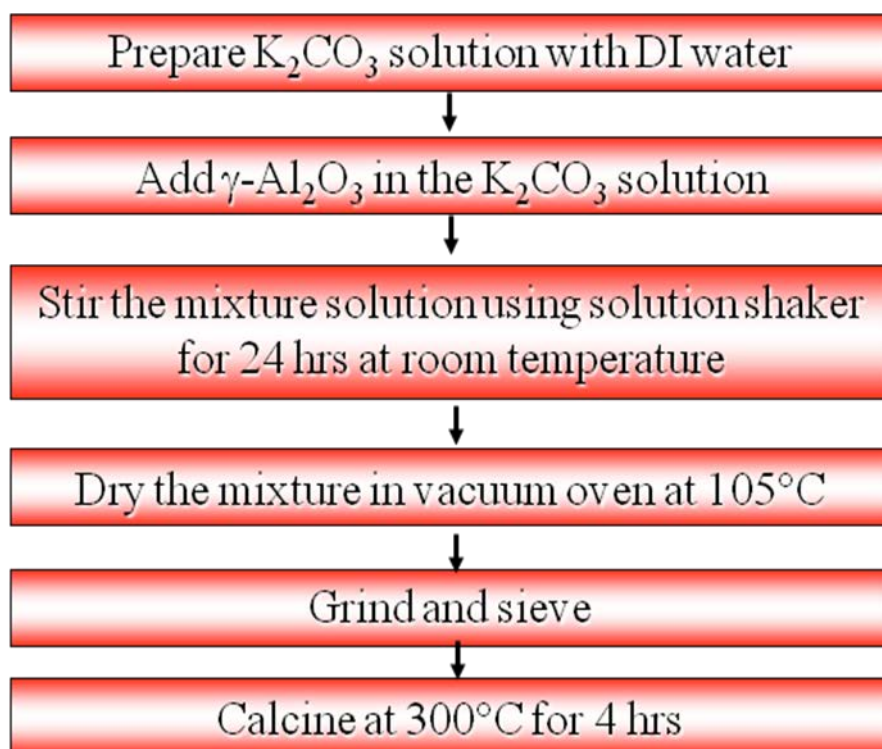 Prepare K₂CO₃ solution with DI water
Add γ-Al₂O₃ in the K₂CO₃ solution
Stir the mixture solution using solution shaker
for 24 hrs at room temperature
Dry the mixture in vacuum oven at 105°C
Grind and sieve
Calcine at 300°C for 4 hrs